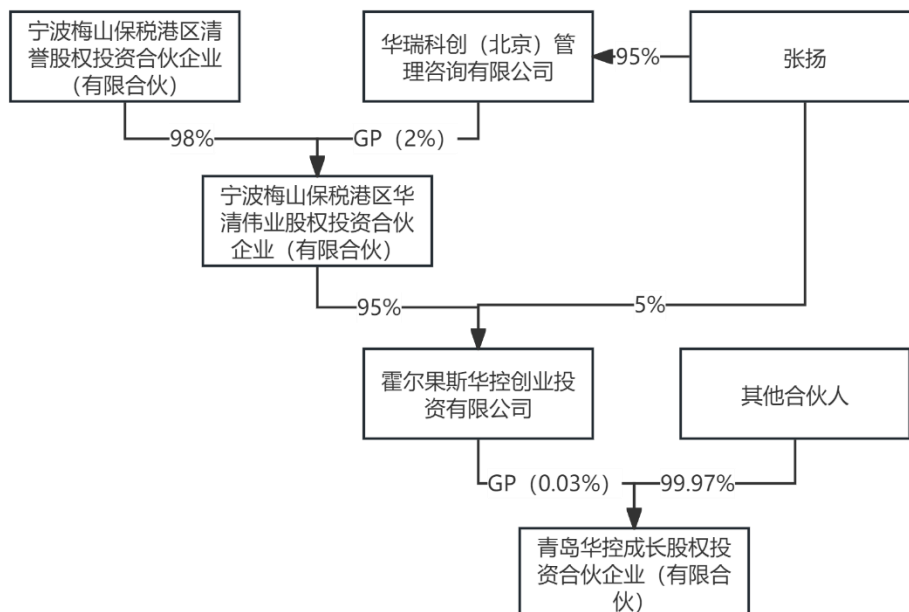 宁波梅山保税港区清
誉股权投资合伙企业
（有限合伙）
华瑞科创（北京）管
理咨询有限公司
95%
张扬
98%
GP（2%）
宁波梅山保税港区华
清伟业股权投资合伙
企业（有限合伙）
95%
5%
霍尔果斯华控创业投
资有限公司
其他合伙人
GP（0.03%）
99.97%
青岛华控成长股权投
资合伙企业（有限合
伙）